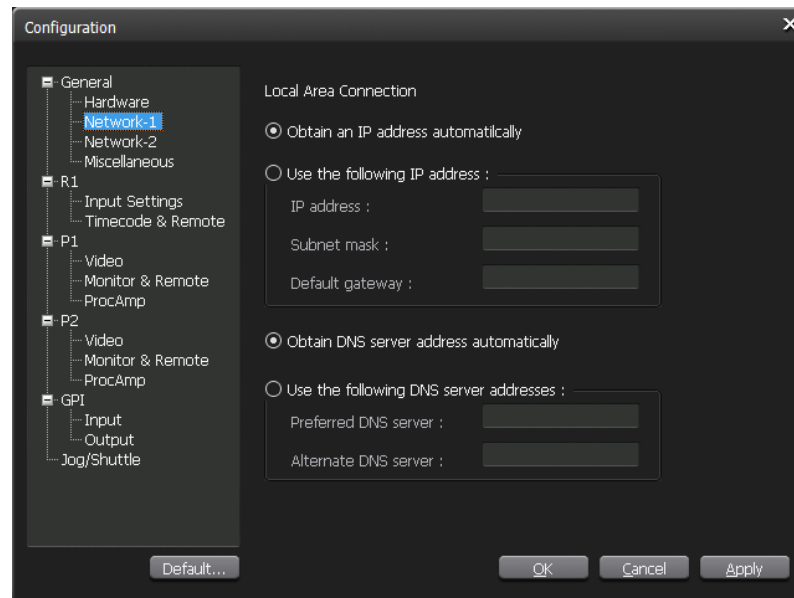 Configuration
General
Hardware
Network-1
Network-2
Miscellaneous
R1
Input Settings
Timecode & Remote
P1
Video
Monitor & Remote
ProcAmp
P2
Video
Monitor & Remote
ProcAmp
GPI
Input
Output
Jog/Shuttle
Default...
Local Area Connection
Obtain an IP address automatilcally
Use the following IP address :
IP address :
Subnet mask :
Default gateway :
Obtain DNS server address automatically
Use the following DNS server addresses :
Preferred DNS server :
Alternate DNS server :
OK
Cancel
Apply